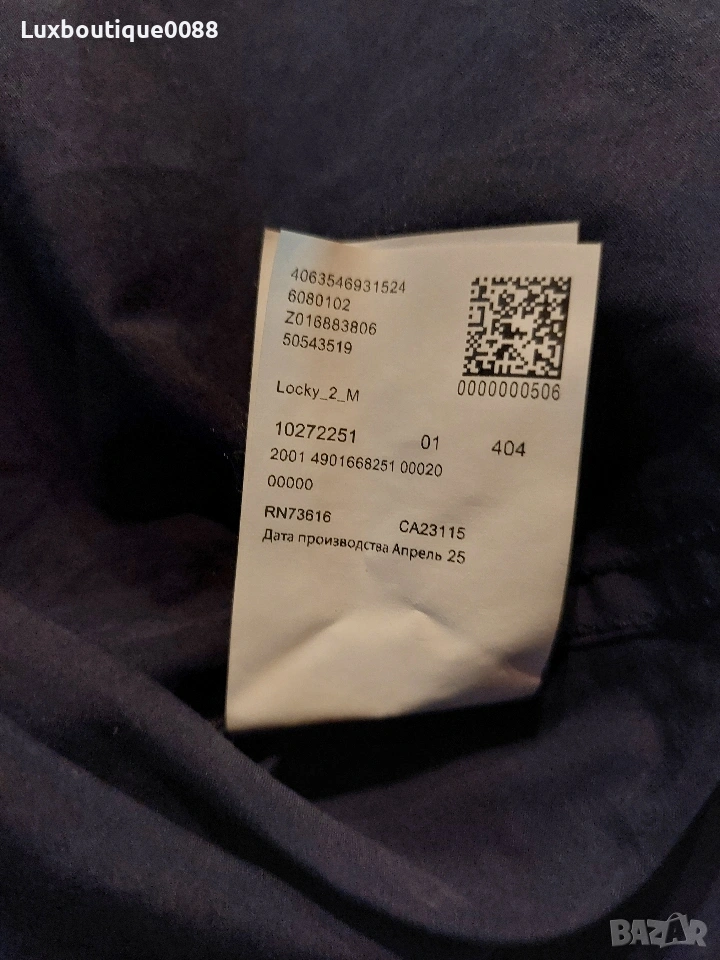 Luxboutique0088
4063546931524
6080102
Z016883806
50543519
0000000506
Locky_2_M
10272251 01 404
2001 4901668251 00020
00000
RN73616 CA23115
Дата производства Апрель 25
BAZAR